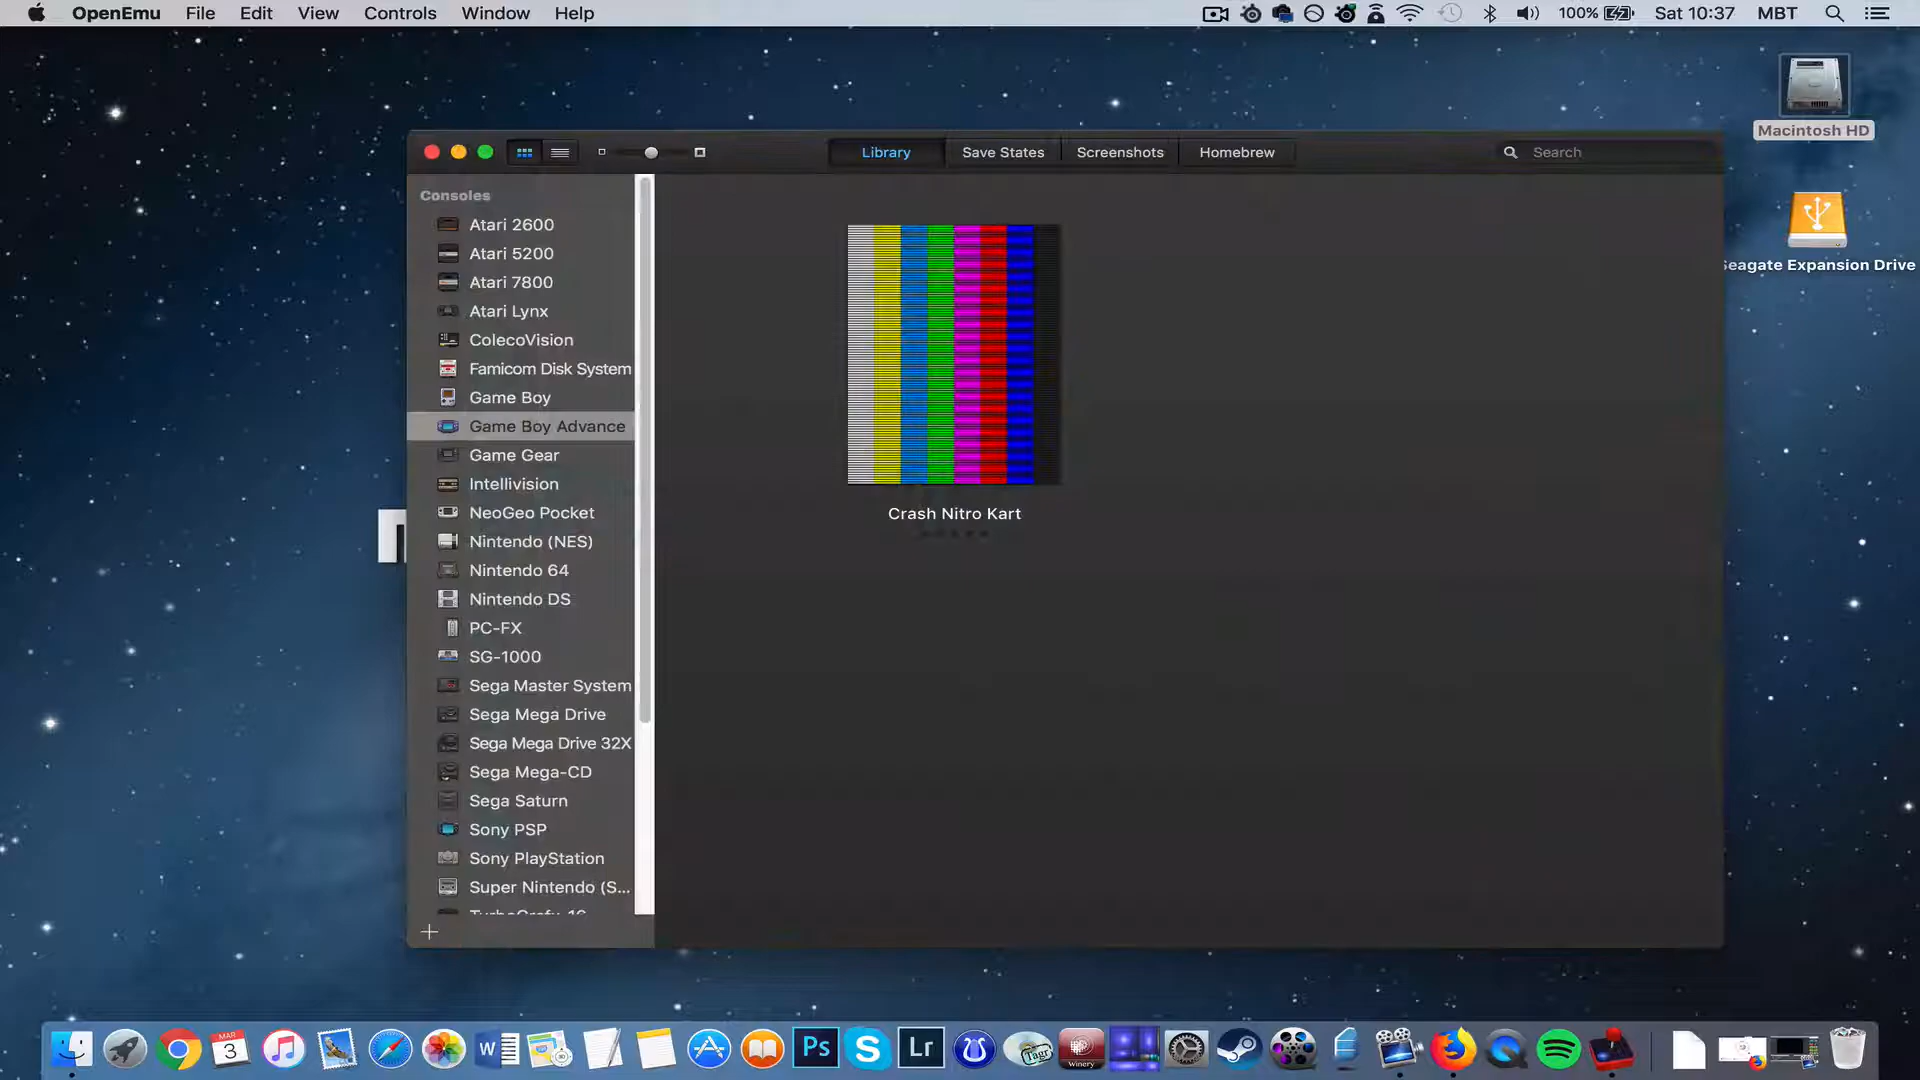 OpenEmu File Edit View Controls Window Help 100% Sat 10:37 MBT
Macintosh HD
Library Save States Screenshots Homebrew Search
Consoles
Atari 2600
Atari 5200
Atari 7800
Atari Lynx
ColecoVision
Famicom Disk System
Game Boy
Game Boy Advance
Game Gear
Intellivision
NeoGeo Pocket
Nintendo (NES)
Nintendo 64
Nintendo DS
PC-FX
SG-1000
Sega Master System
Sega Mega Drive
Sega Mega Drive 32X
Sega Mega-CD
Sega Saturn
Sony PSP
Sony PlayStation
Super Nintendo (S...
Crash Nitro Kart
Seagate Expansion Drive
MAR
3
W
Ps
S
Lr
Tagr
winery